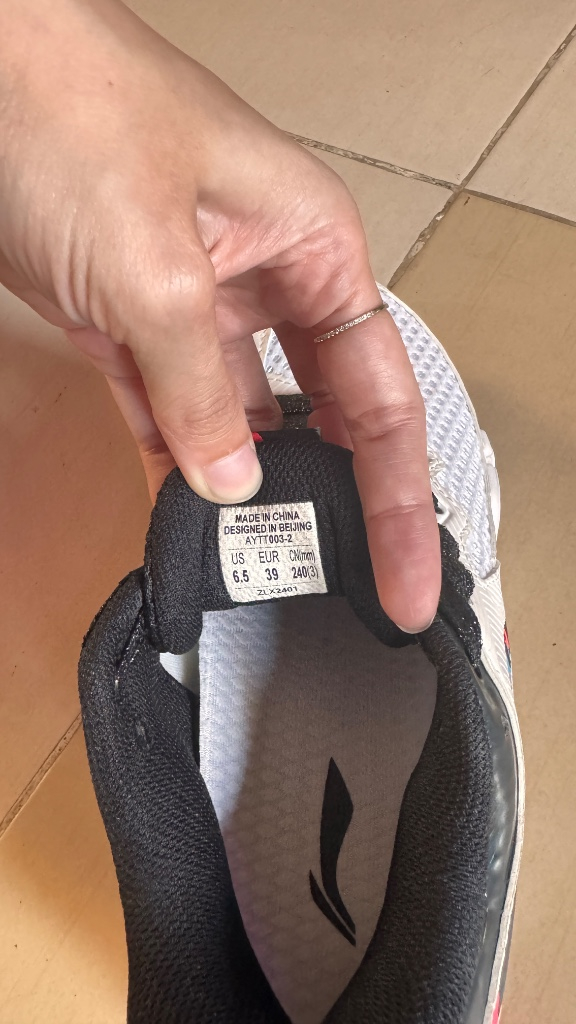 MADE IN CHINA
DESIGNED IN BEIJING
AYTT003-2
US EUR CN(mm)
6.5 39 240(3)
ZLX2401